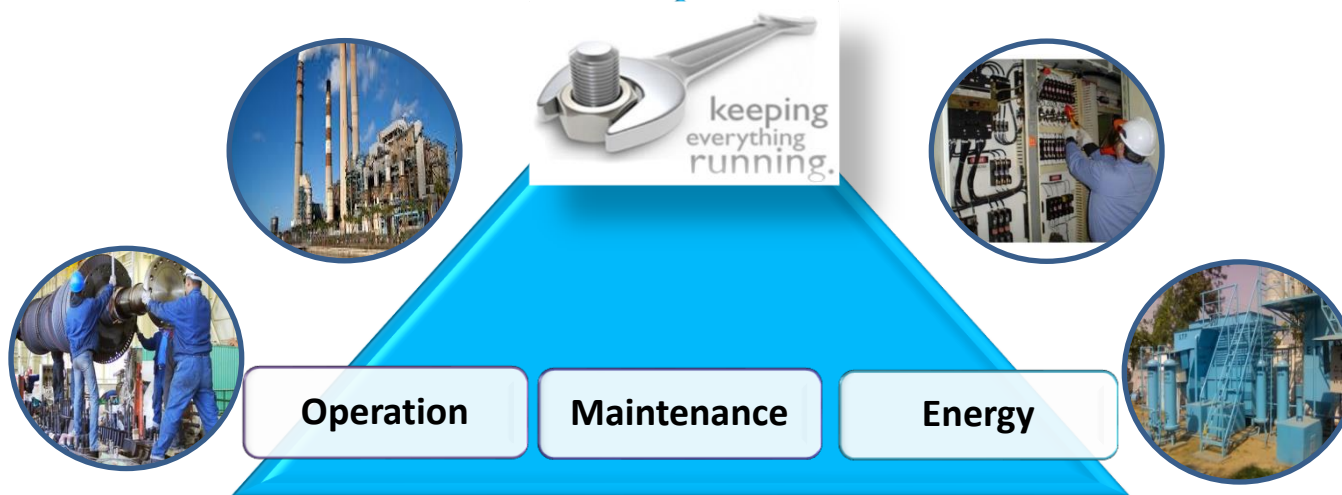 keeping
everything
running.
Operation
Maintenance
Energy